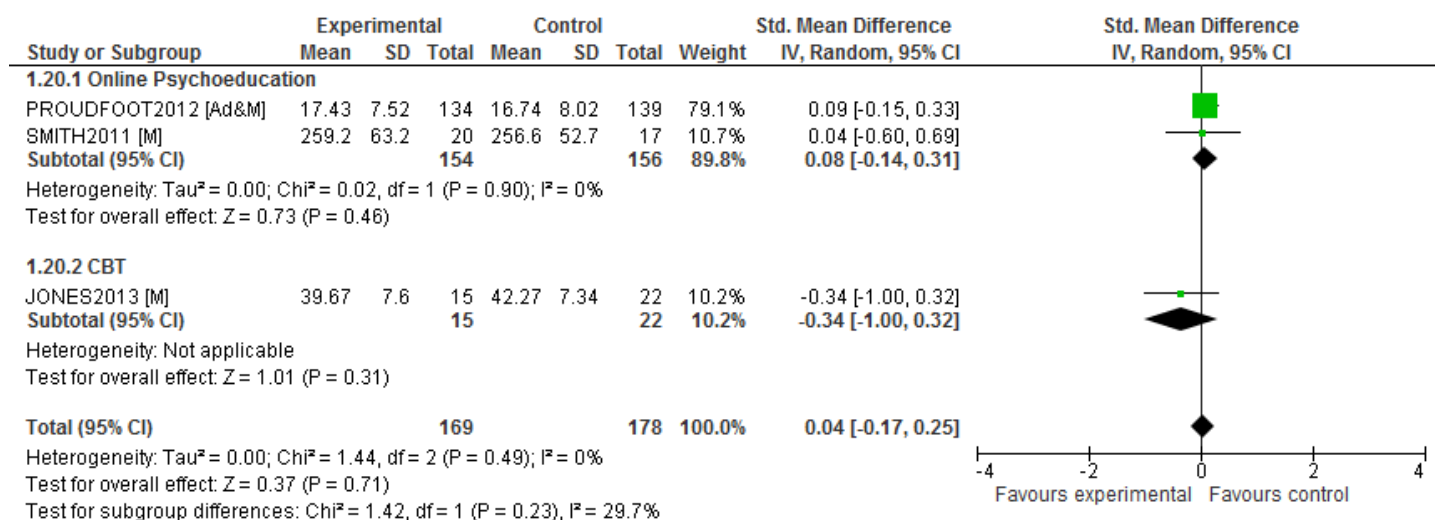 Experimental Control Std. Mean Difference Std. Mean Difference
Study or Subgroup Mean SD Total Mean SD Total Weight IV, Random, 95% CI IV, Random, 95% CI
1.20.1 Online Psychoeducation
PROUDFOOT2012 [Ad&M] 17.43 7.52 134 16.74 8.02 139 79.1% 0.09 [-0.15, 0.33]
SMITH2011 [M] 259.2 63.2 20 256.6 52.7 17 10.7% 0.04 [-0.60, 0.69]
Subtotal (95% CI) 154 156 89.8% 0.08 [-0.14, 0.31]
Heterogeneity: Tau² = 0.00; Chi² = 0.02, df = 1 (P = 0.90); I² = 0%
Test for overall effect: Z = 0.73 (P = 0.46)
1.20.2 CBT
JONES2013 [M] 39.67 7.6 15 42.27 7.34 22 10.2% -0.34 [-1.00, 0.32]
Subtotal (95% CI) 15 22 10.2% -0.34 [-1.00, 0.32]
Heterogeneity: Not applicable
Test for overall effect: Z = 1.01 (P = 0.31)
Total (95% CI) 169 178 100.0% 0.04 [-0.17, 0.25]
Heterogeneity: Tau² = 0.00; Chi² = 1.44, df = 2 (P = 0.49); I² = 0%
Test for overall effect: Z = 0.37 (P = 0.71)
Test for subgroup differences: Chi² = 1.42, df = 1 (P = 0.23), I² = 29.7%
-4 -2 0 2 4
Favours experimental Favours control